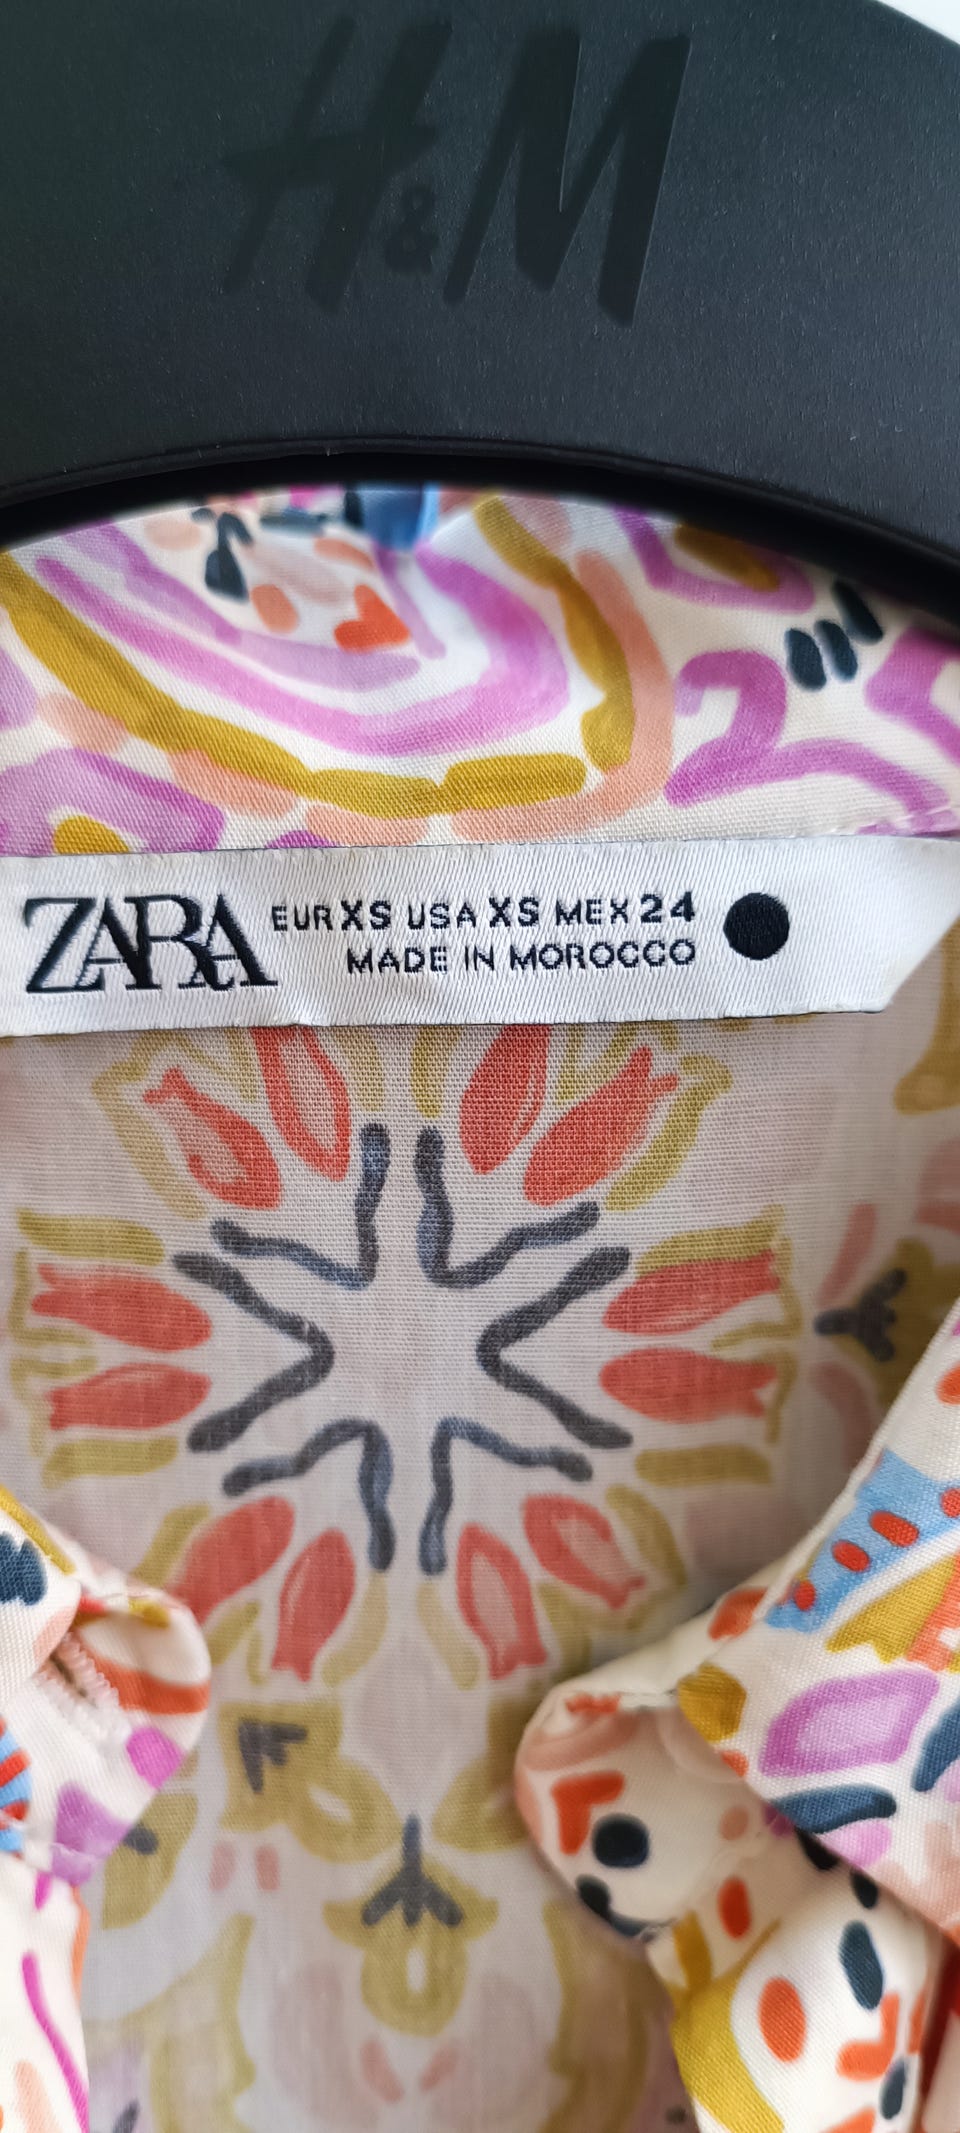 H&M
ZARA EUR XS USA XS MEX 24
MADE IN MOROCCO